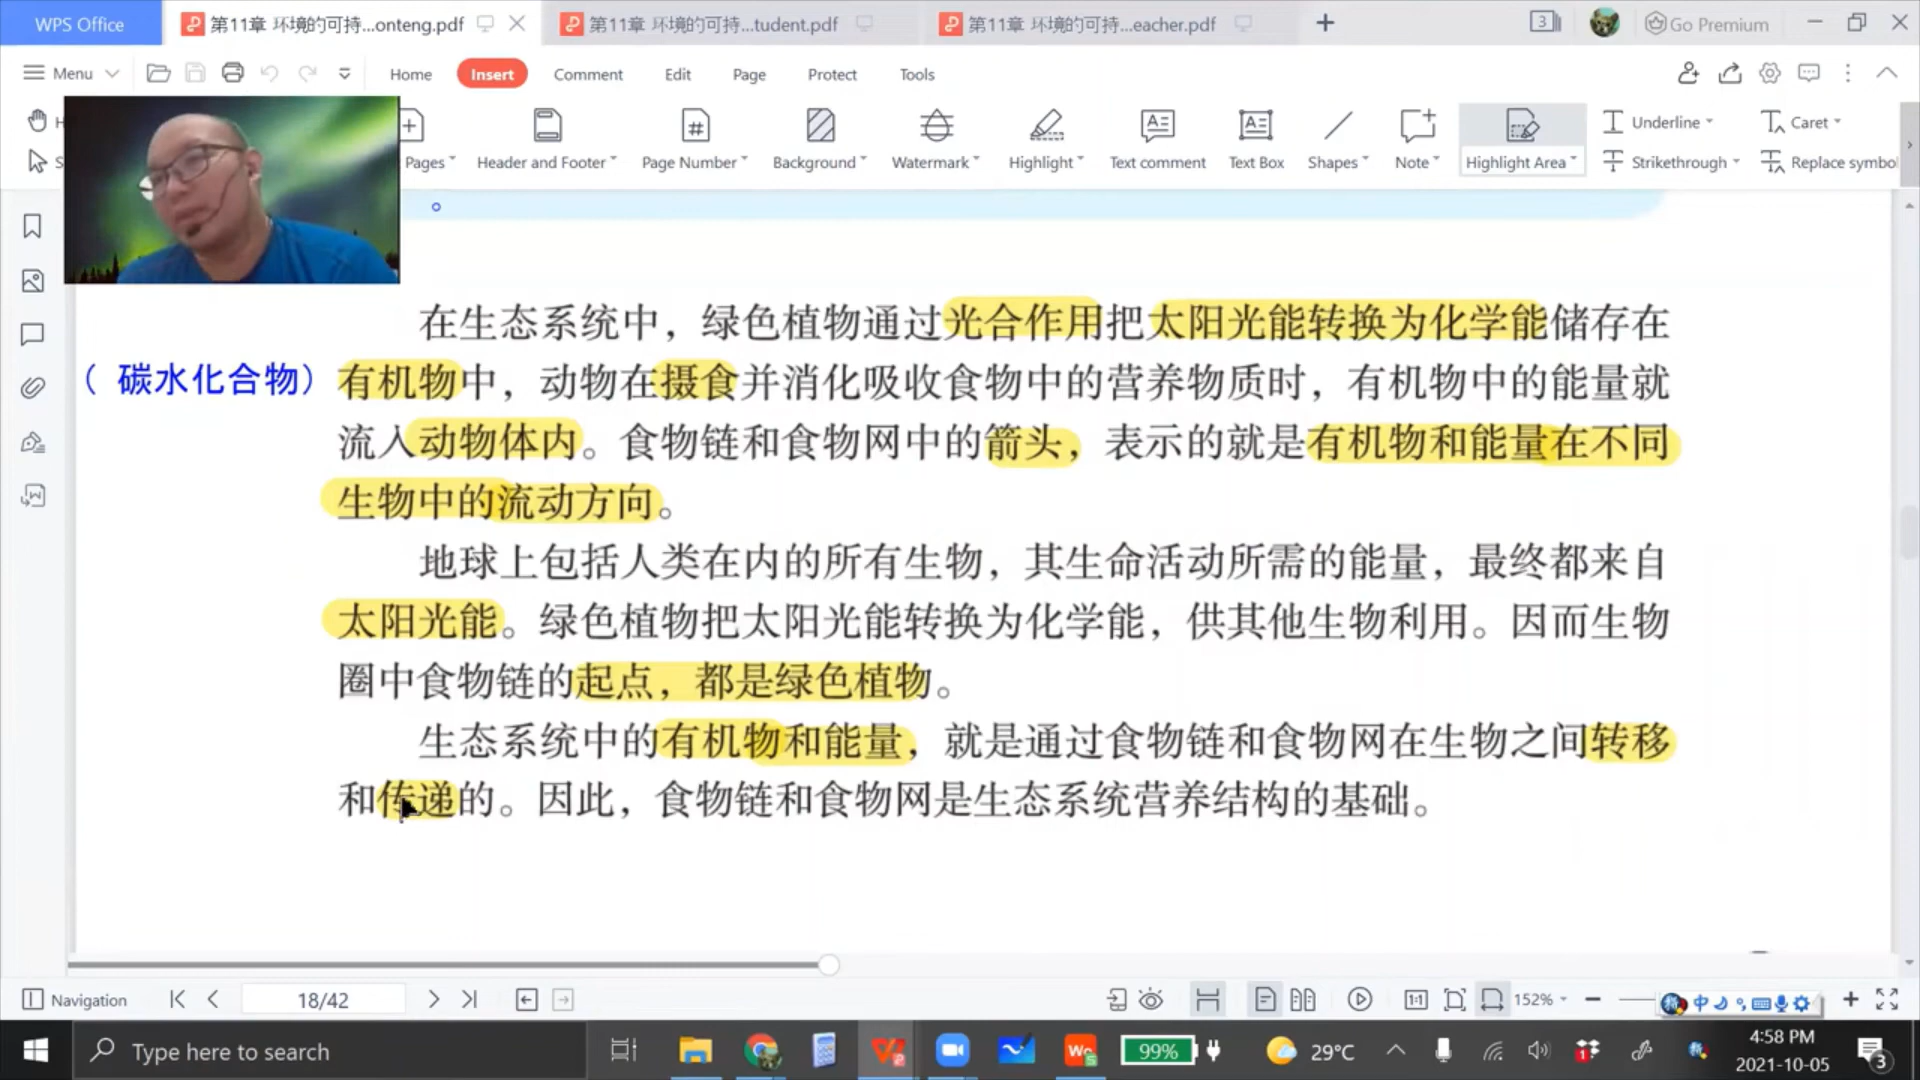 WPS Office
第11章 环境的可持...onteng.pdf
第11章 环境的可持...tudent.pdf
第11章 环境的可持...eacher.pdf
3
Go Premium
Menu
Home
Insert
Comment
Edit
Page
Protect
Tools
Pages
Header and Footer
Page Number
Background
Watermark
Highlight
Text comment
Text Box
Shapes
Note
Highlight Area
Underline
Strikethrough
Caret
Replace symbol
在生态系统中，绿色植物通过光合作用把太阳光能转换为化学能储存在
（ 碳水化合物）有机物中，动物在摄食并消化吸收食物中的营养物质时，有机物中的能量就
流入动物体内。食物链和食物网中的箭头，表示的就是有机物和能量在不同
生物中的流动方向。
地球上包括人类在内的所有生物，其生命活动所需的能量，最终都来自
太阳光能。绿色植物把太阳光能转换为化学能，供其他生物利用。因而生物
圈中食物链的起点，都是绿色植物。
生态系统中的有机物和能量，就是通过食物链和食物网在生物之间转移
和传递的。因此，食物链和食物网是生态系统营养结构的基础。
Navigation
18/42
1:1
152%
中
Type here to search
99%
29°C
4:58 PM
2021-10-05
3